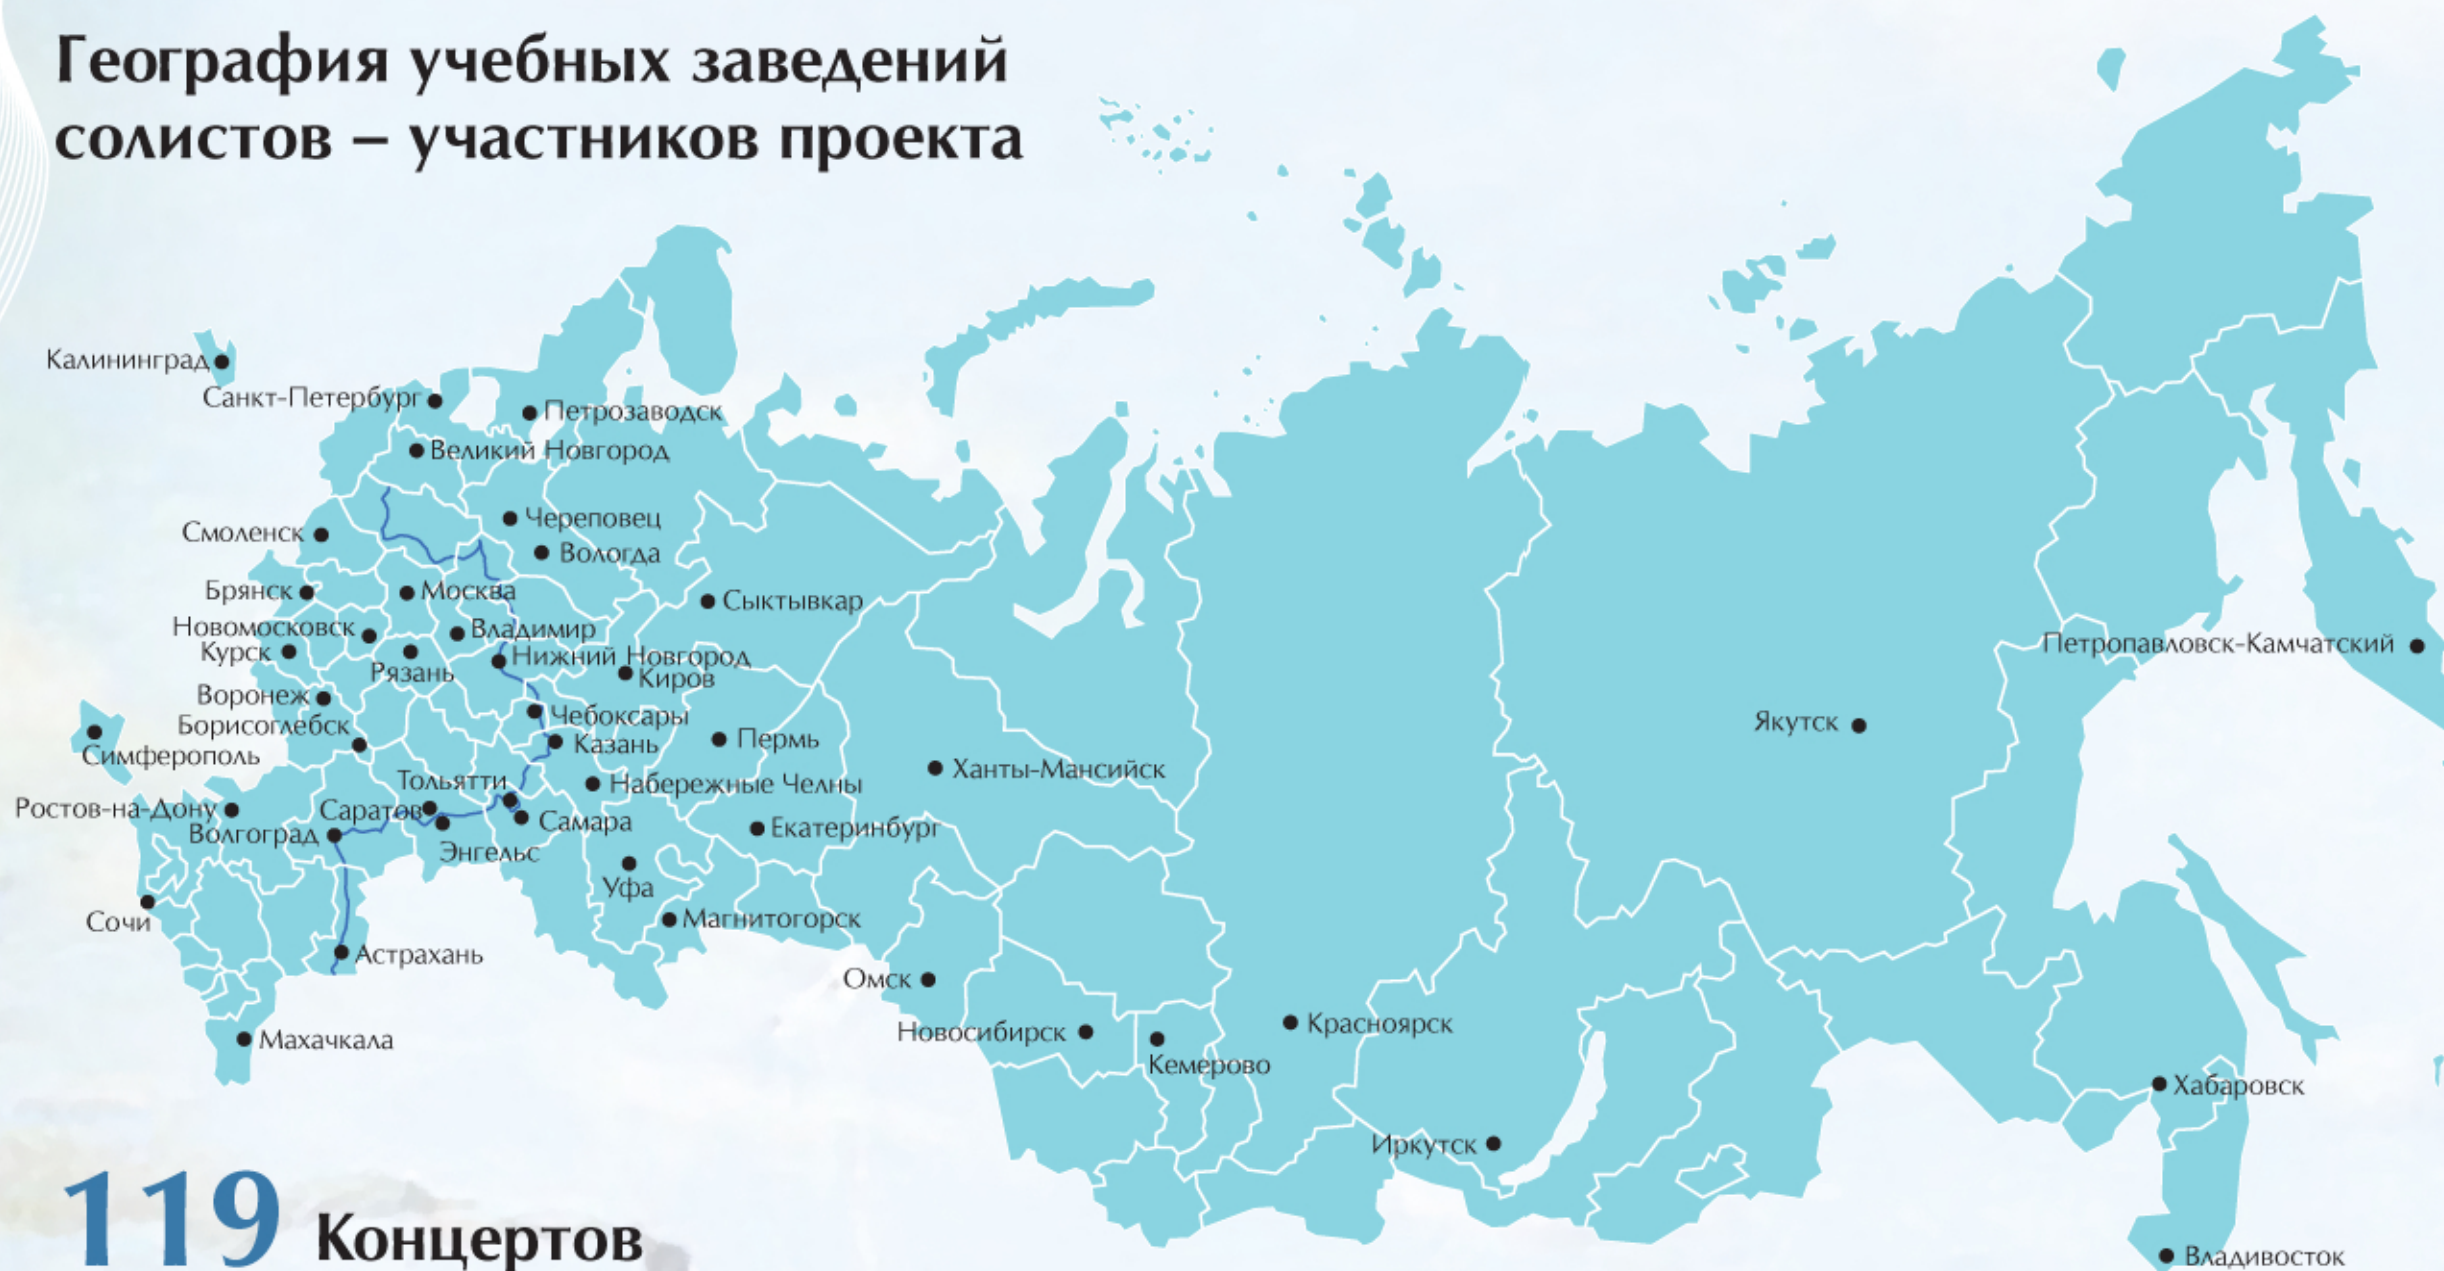 География учебных заведений
солистов – участников проекта
Калининград
Санкт-Петербург
Петрозаводск
Великий Новгород
Череповец
Смоленск
Вологда
Брянск
Москва
Сыктывкар
Новомосковск
Владимир
Курск
Рязань
Нижний Новгород
Киров
Петропавловск-Камчатский
Воронеж
Борисоглебск
Чебоксары
Якутск
Симферополь
Казань
Пермь
Ханты-Мансийск
Тольятти
Набережные Челны
Ростов-на-Дону
Саратов
Самара
Екатеринбург
Волгоград
Энгельс
Уфа
Сочи
Магнитогорск
Астрахань
Омск
Махачкала
Новосибирск
Красноярск
Кемерово
Хабаровск
Иркутск
119 Концертов
Владивосток